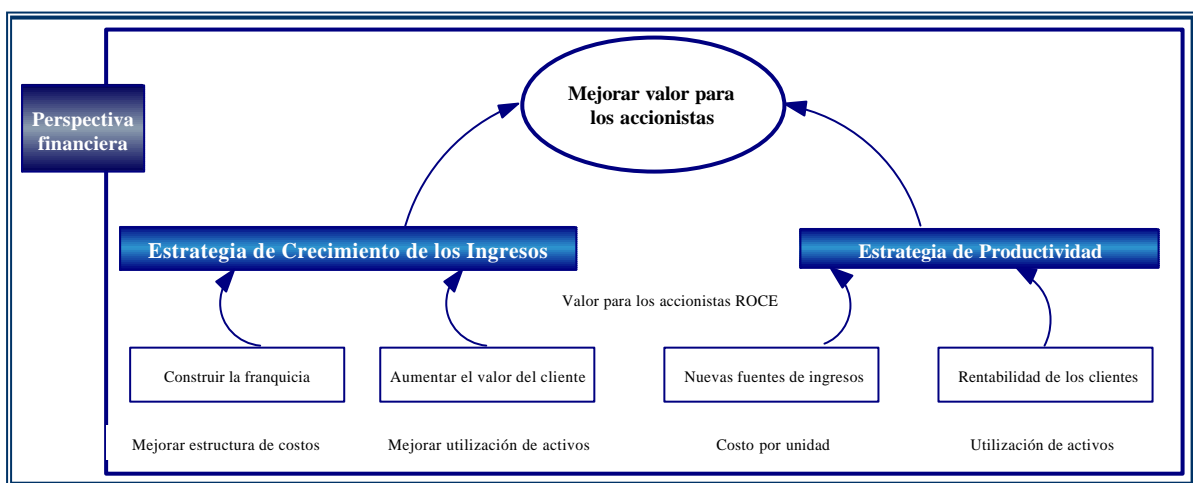 Mejorar valor para
los accionistas
Perspectiva
financiera
Estrategia de Crecimiento de los Ingresos
Estrategia de Productividad
Valor para los accionistas ROCE
Construir la franquicia
Aumentar el valor del cliente
Nuevas fuentes de ingresos
Rentabilidad de los clientes
Mejorar estructura de costos
Mejorar utilización de activos
Costo por unidad
Utilización de activos